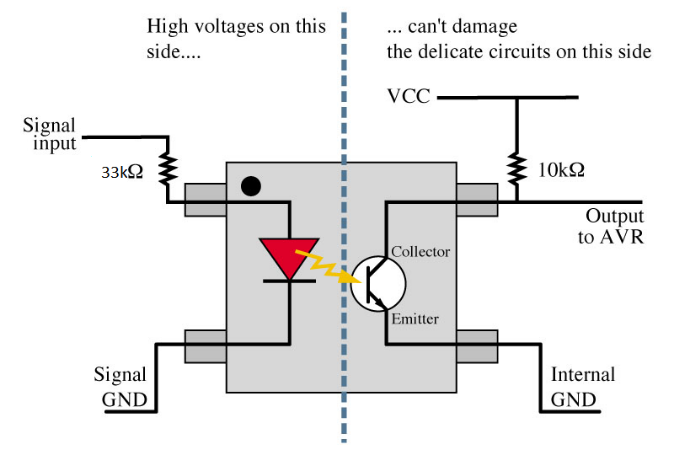 High voltages on this
side....
... can't damage
the delicate circuits on this side
VCC
Signal
input
33kΩ
10kΩ
Output
to AVR
Collector
Emitter
Signal
GND
Internal
GND